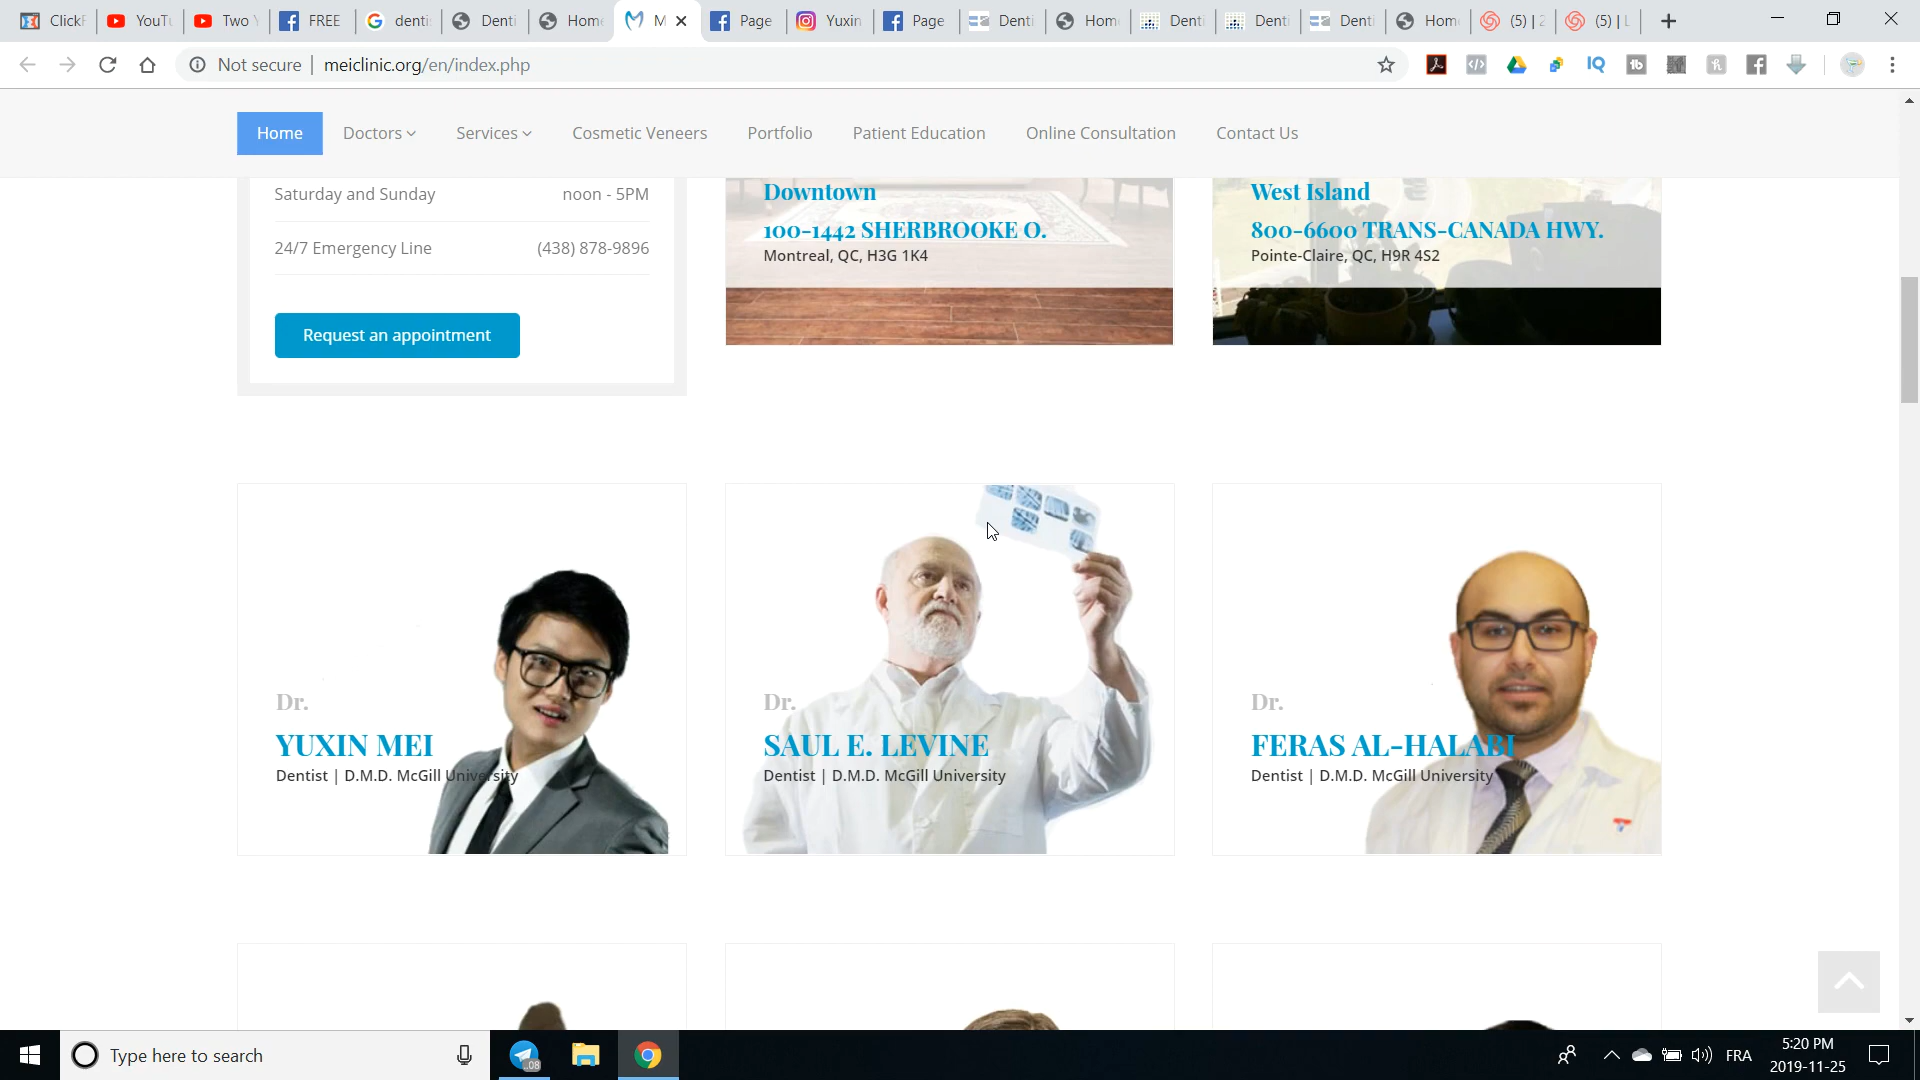 ClickF
YouTu
Two Y
FREE
denti
Denti
Home
M
Page
Yuxin
Page
Denti
Hom
Denti
Denti
Denti
Hom
(5) | 2
(5) | L
Not secure | meiclinic.org/en/index.php
Home
Doctors
Services
Cosmetic Veneers
Portfolio
Patient Education
Online Consultation
Contact Us
Saturday and Sunday noon - 5PM
24/7 Emergency Line (438) 878-9896
Request an appointment
Downtown
100-1442 SHERBROOKE O.
Montreal, QC, H3G 1K4
West Island
800-6600 TRANS-CANADA HWY.
Pointe-Claire, QC, H9R 4S2
Dr.
YUXIN MEI
Dentist | D.M.D. McGill University
Dr.
SAUL E. LEVINE
Dentist | D.M.D. McGill University
Dr.
FERAS AL-HALABI
Dentist | D.M.D. McGill University
Type here to search
FRA
5:20 PM
2019-11-25